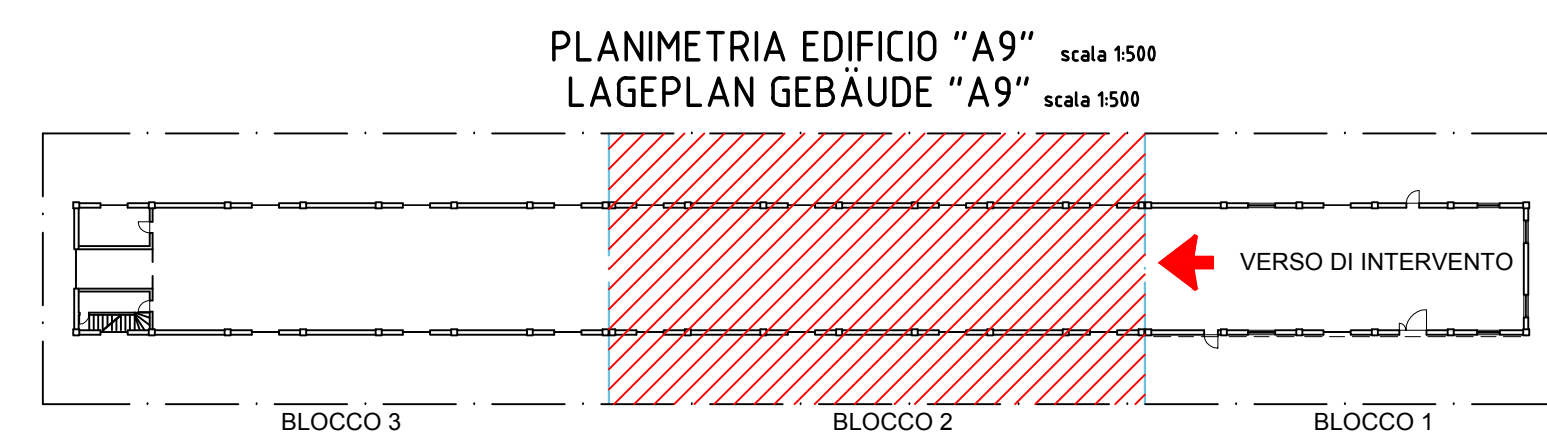 PLANIMETRIA EDIFICIO "A9" scala 1:500
LAGEPLAN GEBÄUDE "A9" scala 1:500
VERSO DI INTERVENTO
BLOCCO 3 BLOCCO 2 BLOCCO 1